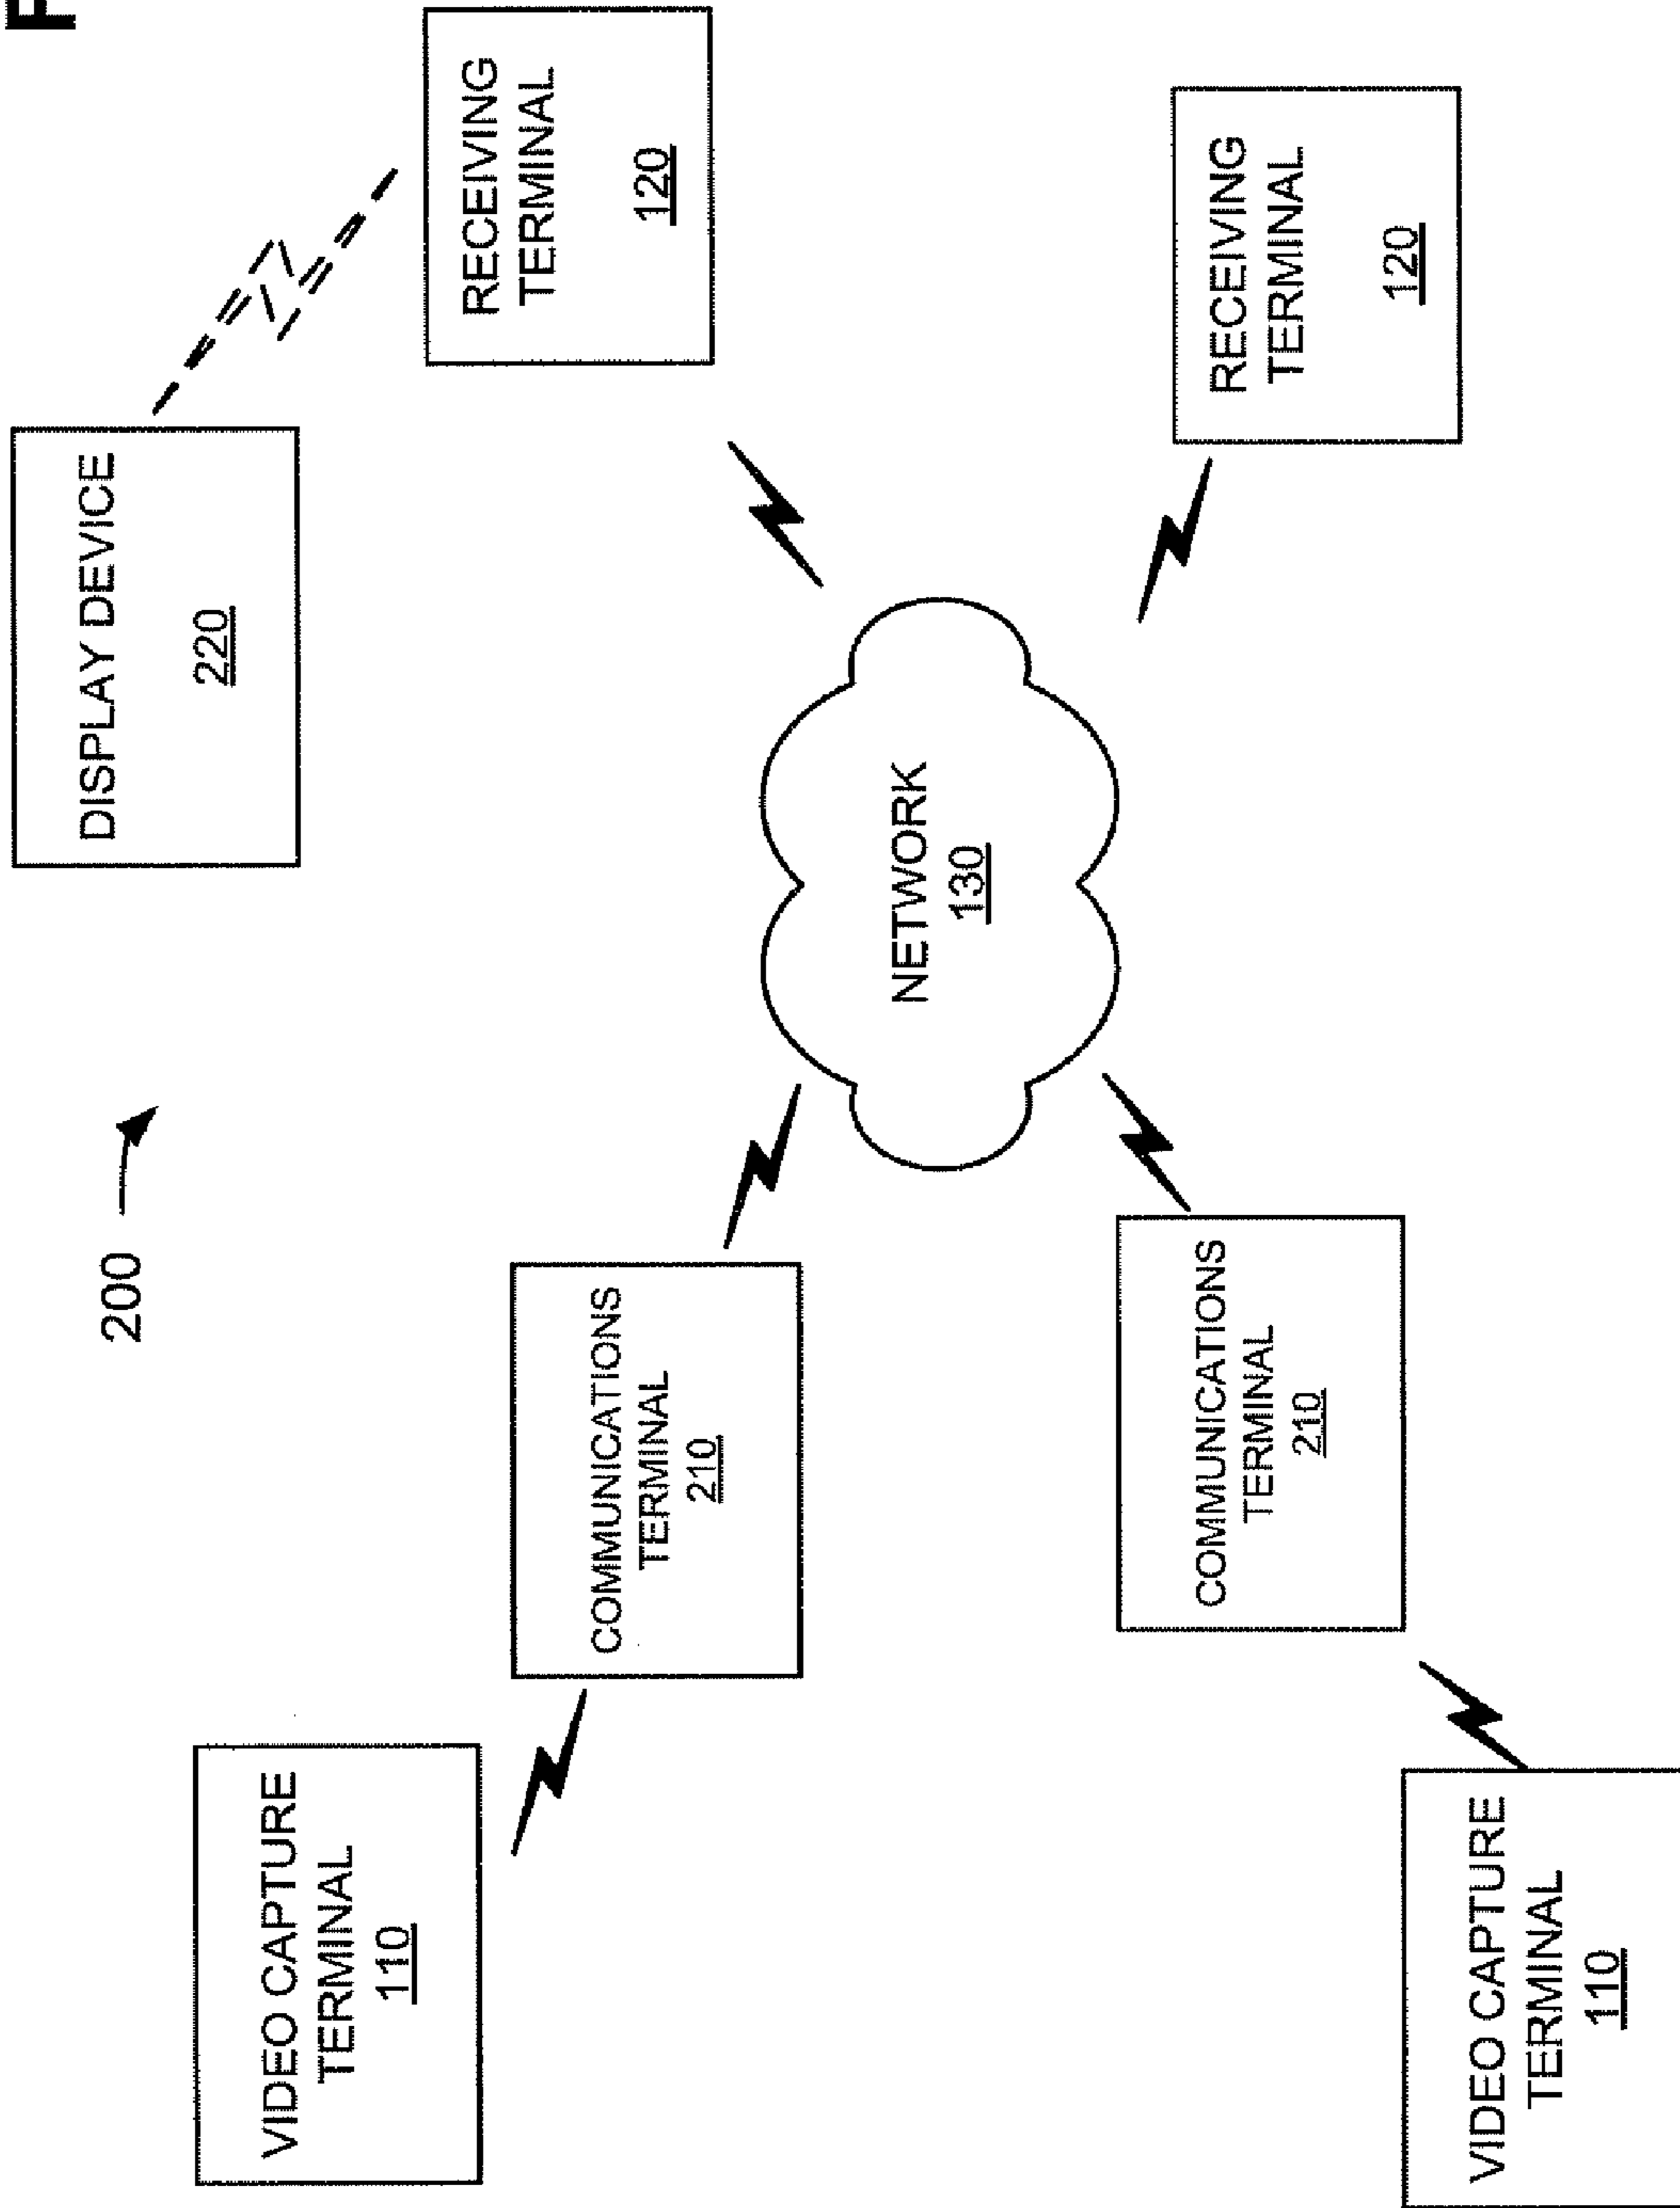 200
DISPLAY DEVICE
220
VIDEO CAPTURE
TERMINAL
110
RECEIVING
TERMINAL
120
COMMUNICATIONS
TERMINAL
210
NETWORK
130
COMMUNICATIONS
TERMINAL
210
RECEIVING
TERMINAL
120
VIDEO CAPTURE
TERMINAL
110